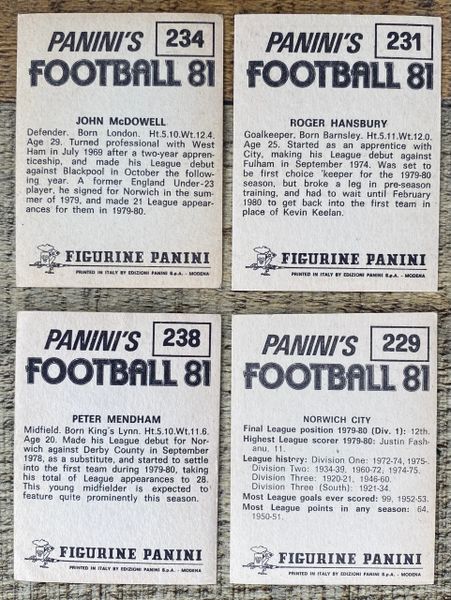 PANINI'S 234
FOOTBALL 81
JOHN McDOWELL
Defender. Born London. Ht.5.10.Wt.12.4.
Age 29. Turned professional with West
Ham in July 1969 after a two-year appren-
ticeship, and made his League debut
against Blackpool in October the follow-
ing year. A former England Under-23
player, he signed for Norwich in the sum-
mer of 1979, and made 21 League appear-
ances for them in 1979-80.
FIGURINE PANINI
PRINTED IN ITALY BY EDIZIONI PANINI S.p.A. - MODENA
PANINI'S 231
FOOTBALL 81
ROGER HANSBURY
Goalkeeper, Born Barnsley. Ht.5.11.Wt.12.0.
Age 25. Started as an apprentice with
City, making his League debut against
Fulham in September 1974. Was set to
be first choice 'keeper for the 1979-80
season, but broke a leg in pre-season
training, and had to wait until February
1980 to get back into the first team in
place of Kevin Keelan.
FIGURINE PANINI
PRINTED IN ITALY BY EDIZIONI PANINI S.p.A. - MODENA
PANINI'S 238
FOOTBALL 81
PETER MENDHAM
Midfield. Born King's Lynn. Ht.5.10.Wt.11.6.
Age 20. Made his League debut for Nor-
wich against Derby County in September
1978, as a substitute, and started to settle
into the first team during 1979-80, taking
his total of League appearances to 28.
This young midfielder is expected to
feature quite prominently this season.
FIGURINE PANINI
PRINTED IN ITALY BY EDIZIONI PANINI S.p.A. - MODENA
PANINI'S 229
FOOTBALL 81
NORWICH CITY
Final League position 1979-80 (Div. 1): 12th.
Highest League scorer 1979-80: Justin Fash-
anu, 11.
League histrry: Division One: 1972-74, 1975-.
Division Two: 1934-39, 1960-72, 1974-75.
Division Three: 1920-21, 1946-60.
Division Three (South): 1921-34.
Most League goals ever scored: 99, 1952-53.
Most League points in any season: 64,
1950-51.
FIGURINE PANINI
PRINTED IN ITALY BY EDIZIONI PANINI S.p.A. - MODENA